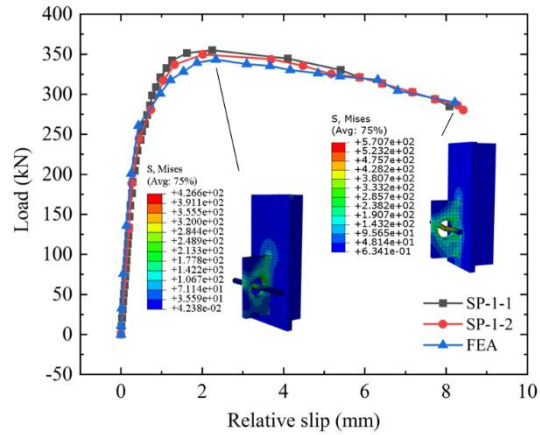 400
350
300
250
200
150
100
50
0
-50
Load (kN)
S, Mises
(Avg: 75%)
+4.266e+02
+3.911e+02
+3.555e+02
+3.200e+02
+2.844e+02
+2.489e+02
+2.133e+02
+1.778e+02
+1.422e+02
+1.067e+02
+7.114e+01
+3.559e+01
+4.238e-02
S, Mises
(Avg: 75%)
+5.707e+02
+5.232e+02
+4.757e+02
+4.282e+02
+3.807e+02
+3.332e+02
+2.857e+02
+2.382e+02
+1.907e+02
+1.432e+02
+9.565e+01
+4.814e+01
+6.341e-01
SP-1-1
SP-1-2
FEA
0 2 4 6 8 10
Relative slip (mm)